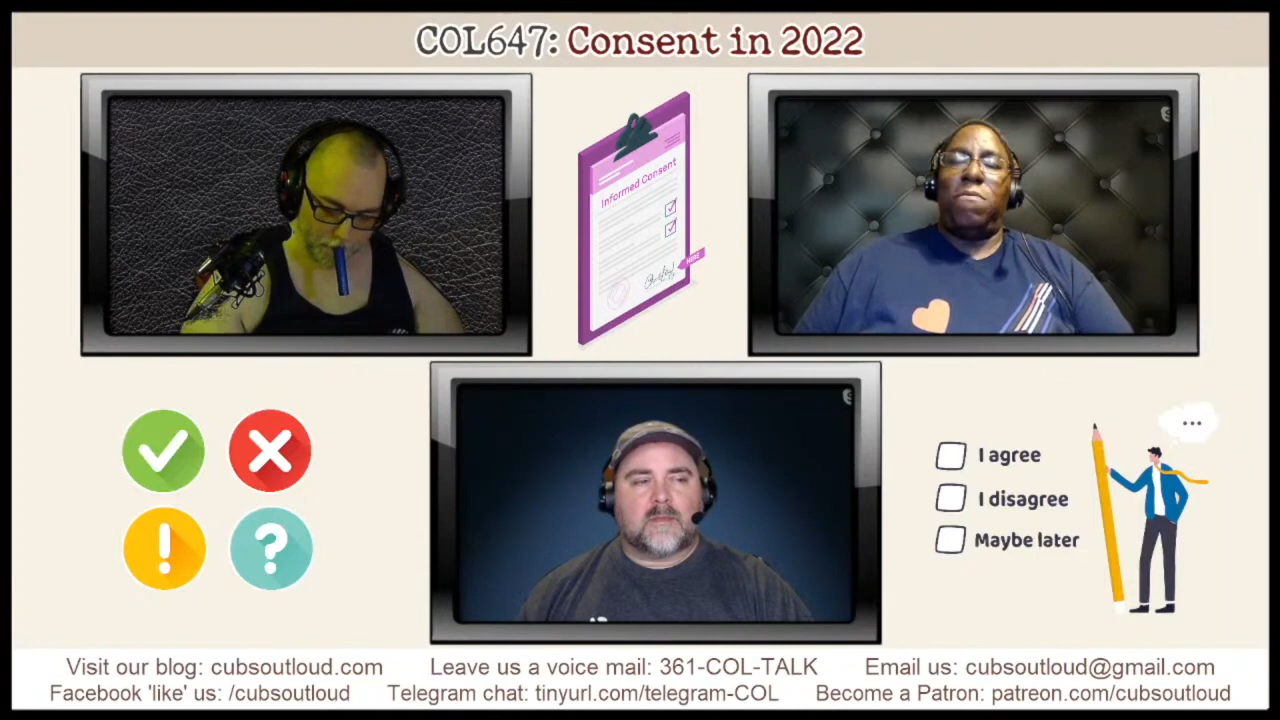 COL647: Consent in 2022
Informed Consent
HERE
I agree
I disagree
Maybe later
Visit our blog: cubsoutloud.com Leave us a voice mail: 361-COL-TALK Email us: cubsoutloud@gmail.com
Facebook 'like' us: /cubsoutloud Telegram chat: tinyurl.com/telegram-COL Become a Patron: patreon.com/cubsoutloud